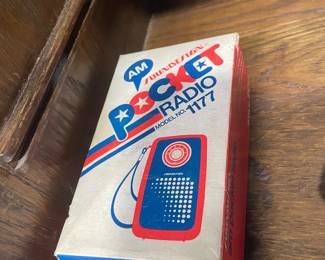 AM
SOUNDESIGN
POCKET
RADIO
MODEL NO. 1177